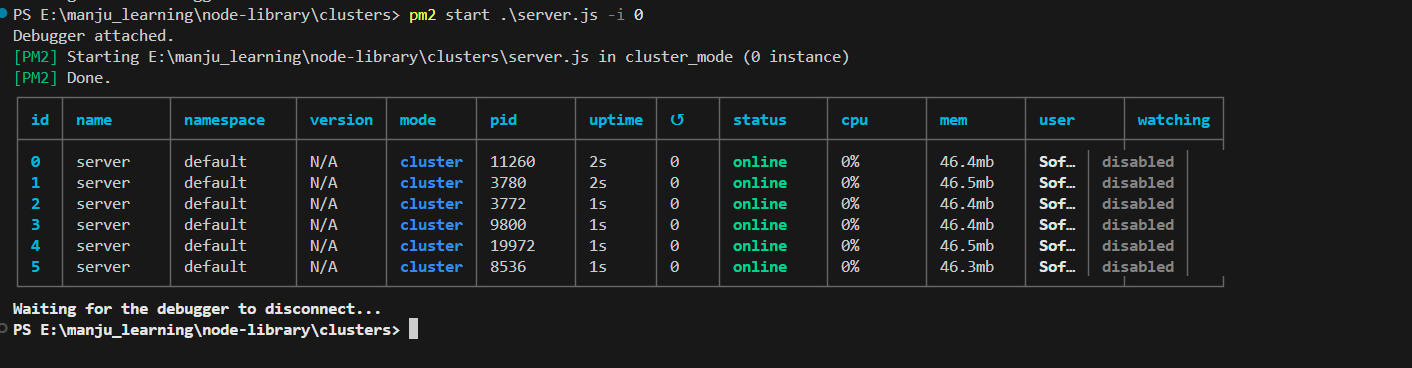 PS E:\manju_learning\node-library\clusters> pm2 start .\server.js -i 0
Debugger attached.
[PM2] Starting E:\manju_learning\node-library\clusters\server.js in cluster_mode (0 instance)
[PM2] Done.
id name namespace version mode pid uptime ↺ status cpu mem user watching
0 server default N/A cluster 11260 2s 0 online 0% 46.4mb Sof… disabled
1 server default N/A cluster 3780 2s 0 online 0% 46.5mb Sof… disabled
2 server default N/A cluster 3772 1s 0 online 0% 46.4mb Sof… disabled
3 server default N/A cluster 9800 1s 0 online 0% 46.4mb Sof… disabled
4 server default N/A cluster 19972 1s 0 online 0% 46.5mb Sof… disabled
5 server default N/A cluster 8536 1s 0 online 0% 46.3mb Sof… disabled
Waiting for the debugger to disconnect...
PS E:\manju_learning\node-library\clusters>